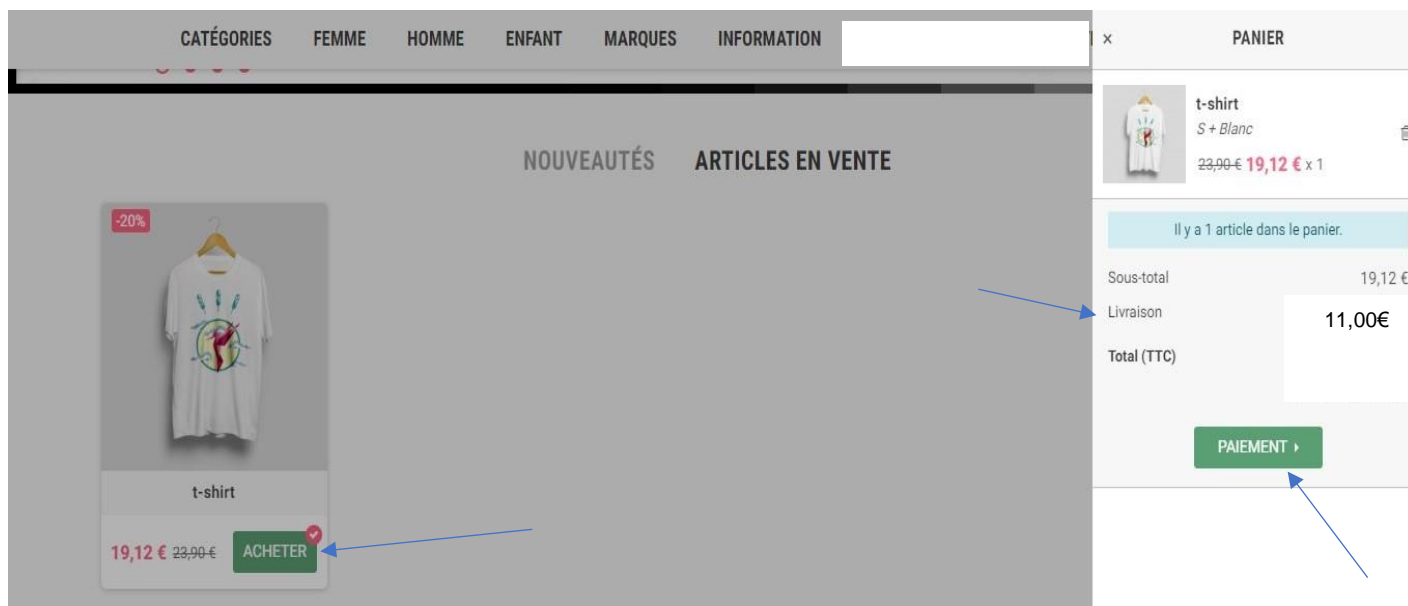 CATÉGORIES FEMME HOMME ENFANT MARQUES INFORMATION
× PANIER
t-shirt
S + Blanc
23,90 € 19,12 € x 1
NOUVEAUTÉS ARTICLES EN VENTE
-20%
Il y a 1 article dans le panier.
Sous-total 19,12 €
Livraison 11,00€
Total (TTC)
PAIEMENT
t-shirt
19,12 € 23,90 € ACHETER